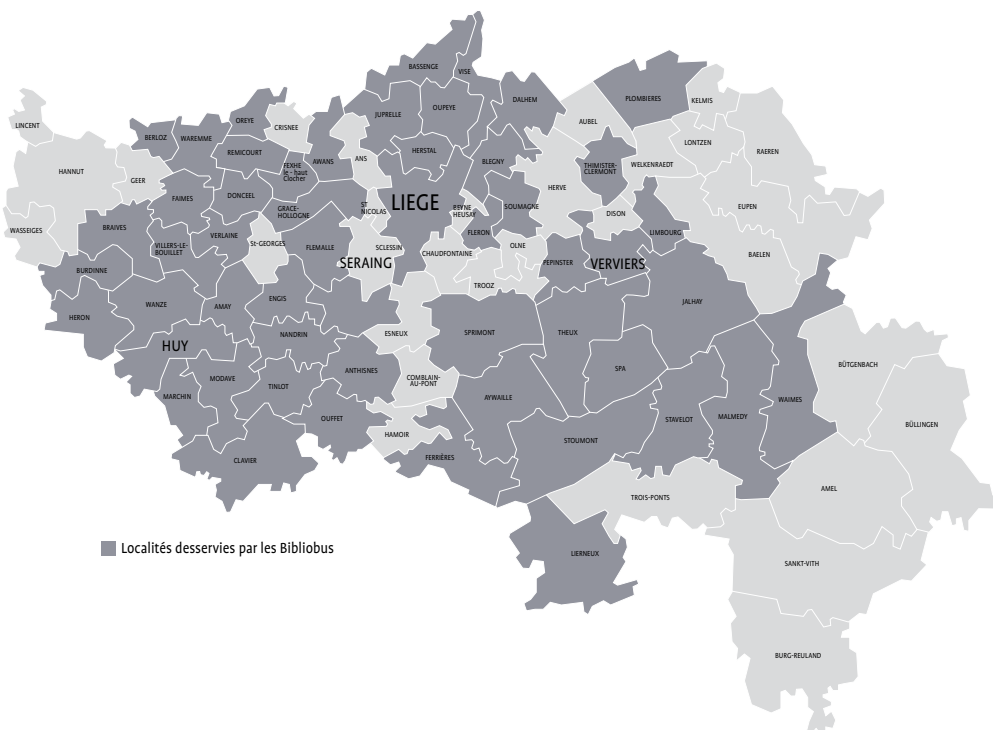 BASSENGE
VISE
DALHEM
PLOMBIERES
KELMIS
OUPEYE
JUPRELLE
OREYE
CRISNEE
AUBEL
LINCENT
BERLOZ
WAREMME
LONTZEN
RAEREN
REMICOURT
HERSTAL
AWANS
ANS
BLEGNY
THIMISTER-
CLERMONT
WELKENRAEDT
FEXHE
le - haut
Clocher
HANNUT
GEER
HERVE
FAIMES
DONCEEL
LIEGE
ST
NICOLAS
BEYNE
HEUSAY
SOUMAGNE
EUPEN
GRACE-
HOLLOGNE
DISON
WASSEIGES
BRAIVES
VERLAINE
FLERON
LIMBOURG
VILLERS-LE-
BOUILLET
St-GEORGES
FLEMALLE
SCLESSIN
OLNE
CHAUDFONTAINE
BAELEN
SERAING
PEPINSTER
VERVIERS
BURDINNE
TROOZ
ENGIS
JALHAY
WANZE
AMAY
HERON
NANDRIN
ESNEUX
SPRIMONT
THEUX
HUY
BÜTGENBACH
SPA
ANTHISNES
MODAVE
COMBLAIN-
AU-PONT
TINLOT
MARCHIN
AYWAILLE
WAIMES
OUFFET
STAVELOT
MALMEDY
BÜLLINGEN
HAMOIR
STOUMONT
CLAVIER
FERRIÈRES
AMEL
TROIS-PONTS
Localités desservies par les Bibliobus
LIERNEUX
SANKT-VITH
BURG-REULAND